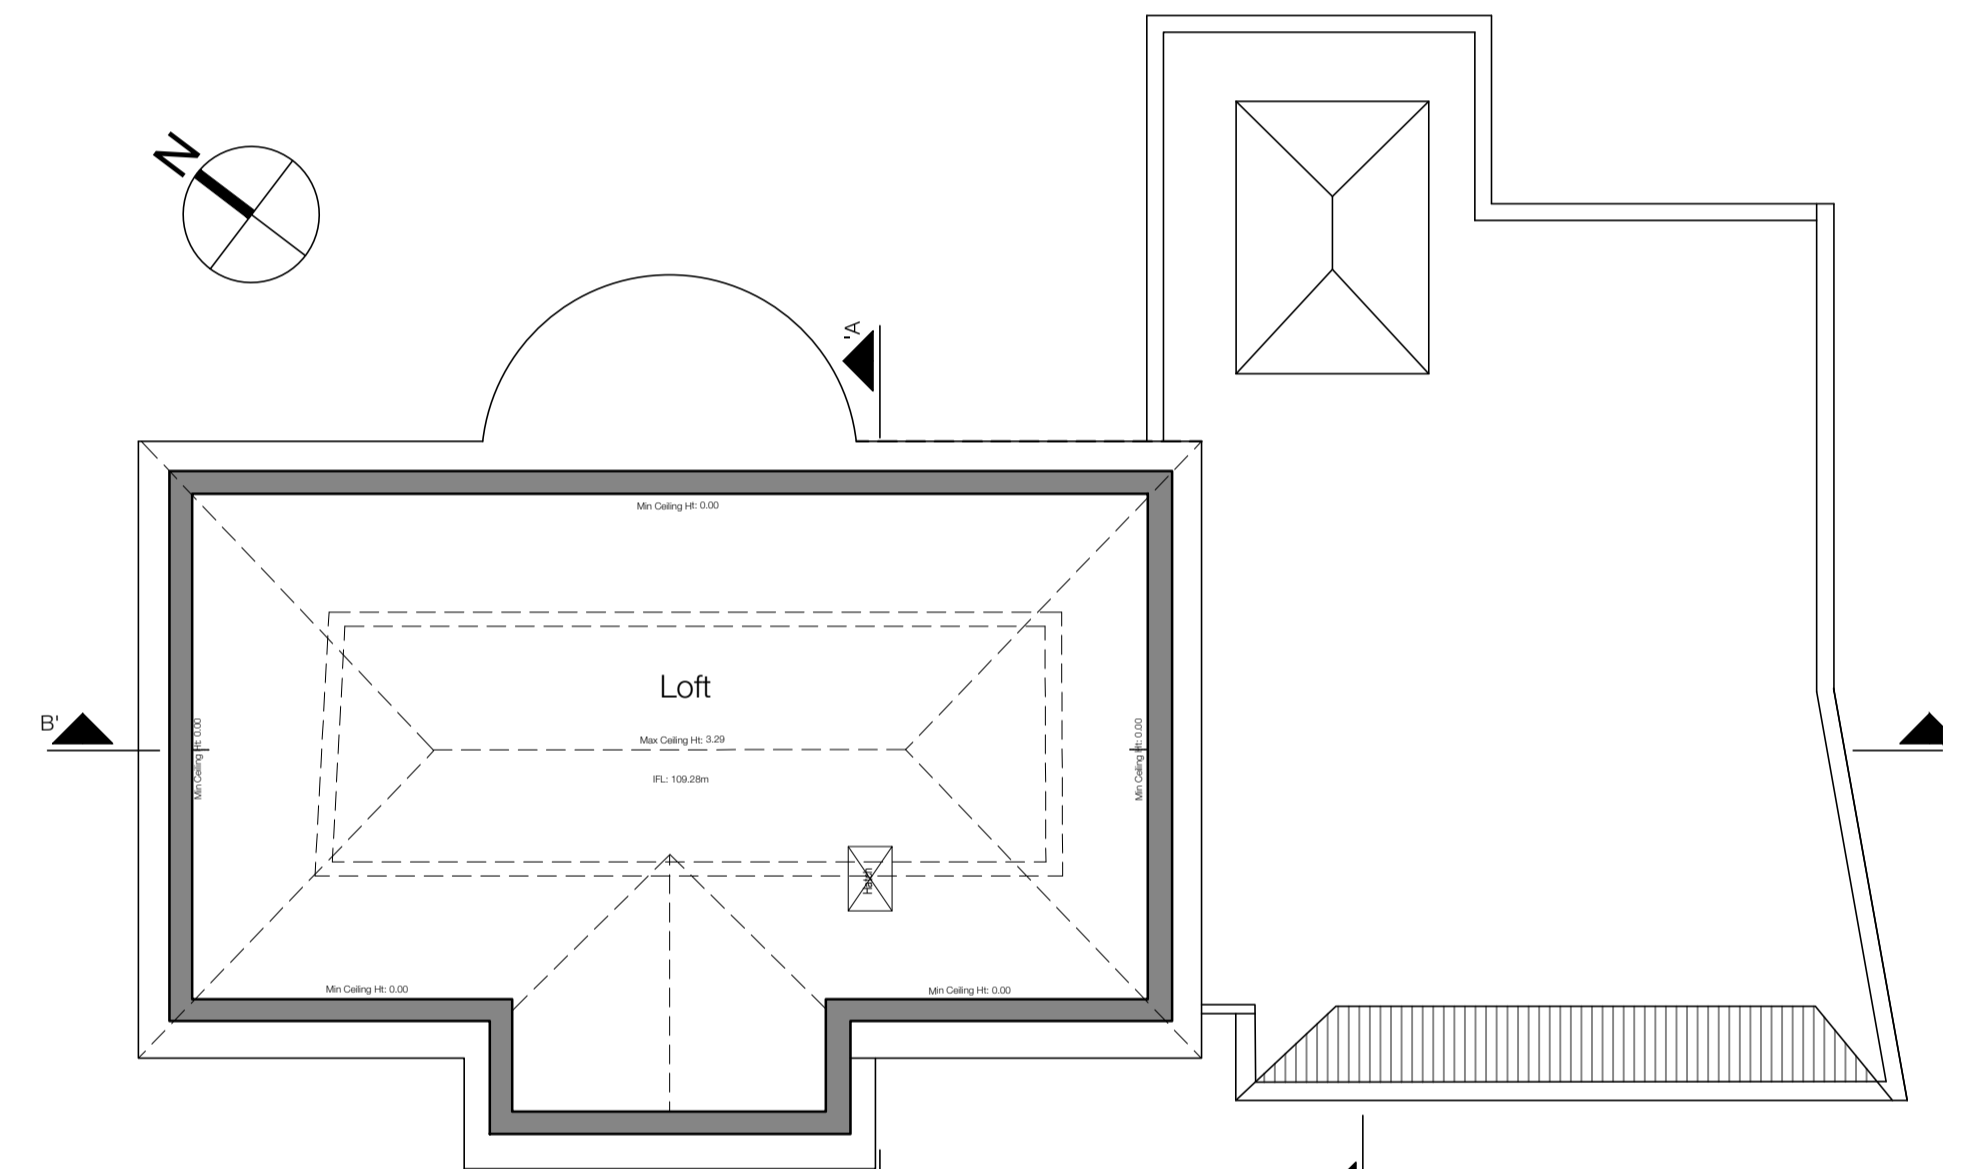 N
'A
Min Ceiling Ht: 0.00
Loft
B'
Min Ceiling Ht: 0.00
Max Ceiling Ht: 3.29
Min Ceiling Ht: 0.00
IFL: 109.28m
Hatch
Min Ceiling Ht: 0.00
Min Ceiling Ht: 0.00